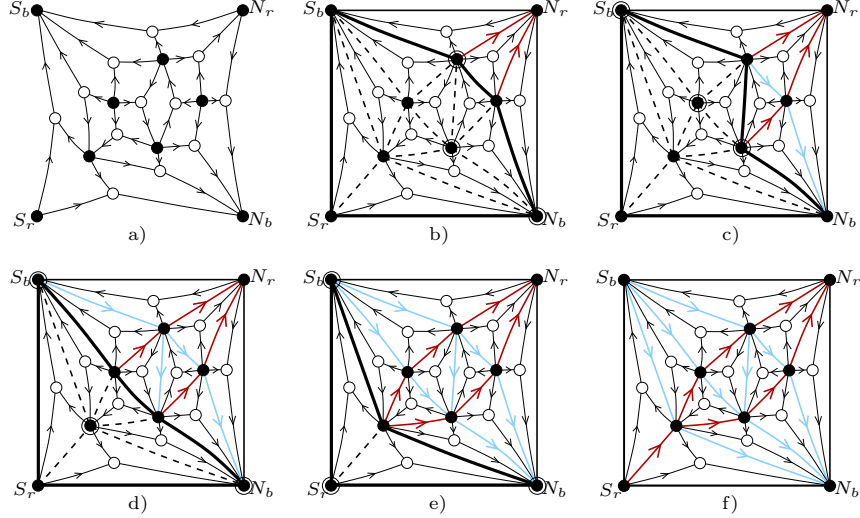 S_b N_r S_b N_r S_b N_r
S_r N_b S_r N_b S_r N_b
a) b) c)
S_b N_r S_b N_r S_b N_r
S_r N_b S_r N_b S_r N_b
d) e) f)